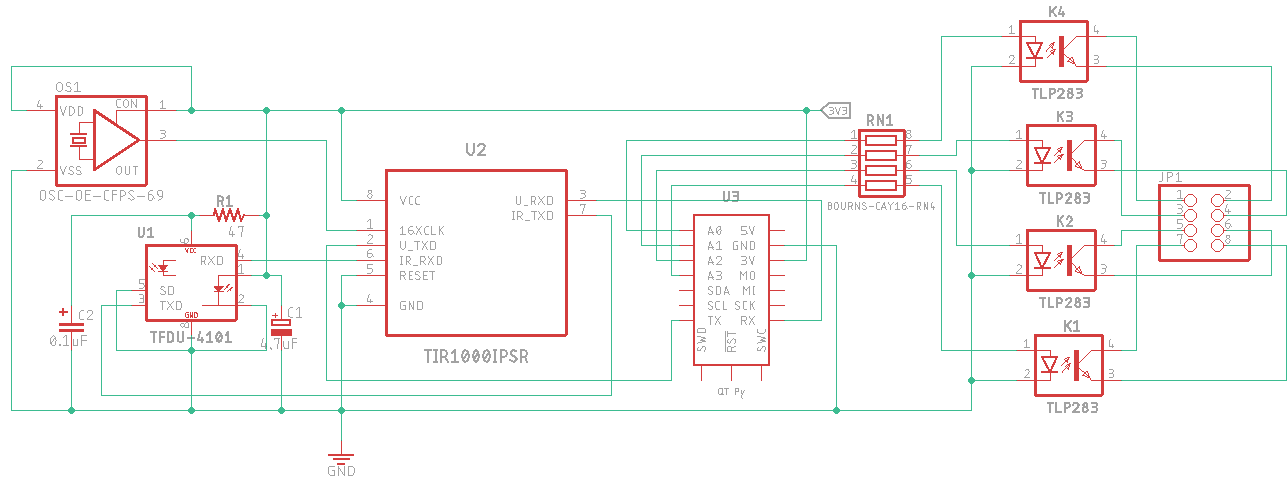 K4
1
2
4
3
TLP283
OS1
4
VDD
CON
1
3
2
VSS
OUT
OSC-OE-CFPS-69
3V3
RN1
1
2
3
4
8
7
6
5
BOURNS-CAY16-RN4
K3
1
2
4
3
TLP283
U2
8
VCC
1
16XCLK
2
U_TXD
6
IR_RXD
5
RESET
4
GND
U_RXD
3
IR_TXD
7
TIR1000IPSR
R1
47
U1
6
VCC
RXD
4
1
5
SD
3
TXD
2
GND
8
TFDU-4101
+
C2
0.1uF
+
C1
4.7uF
U3
A0
A1
A2
A3
SDA
SCL
TX
5V
GND
3V
MO
MI
SCK
RX
SWD
RST
SWC
QT Py
K2
1
2
4
3
TLP283
JP1
1
2
3
4
5
6
7
8
K1
1
2
4
3
TLP283
GND